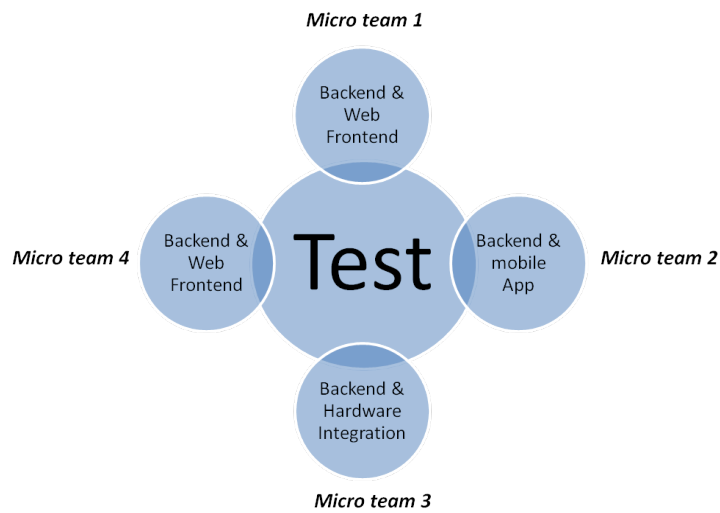 Micro team 1
Backend &
Web
Frontend
Micro team 4
Backend &
Web
Frontend
Test
Backend &
mobile
App
Micro team 2
Backend &
Hardware
Integration
Micro team 3